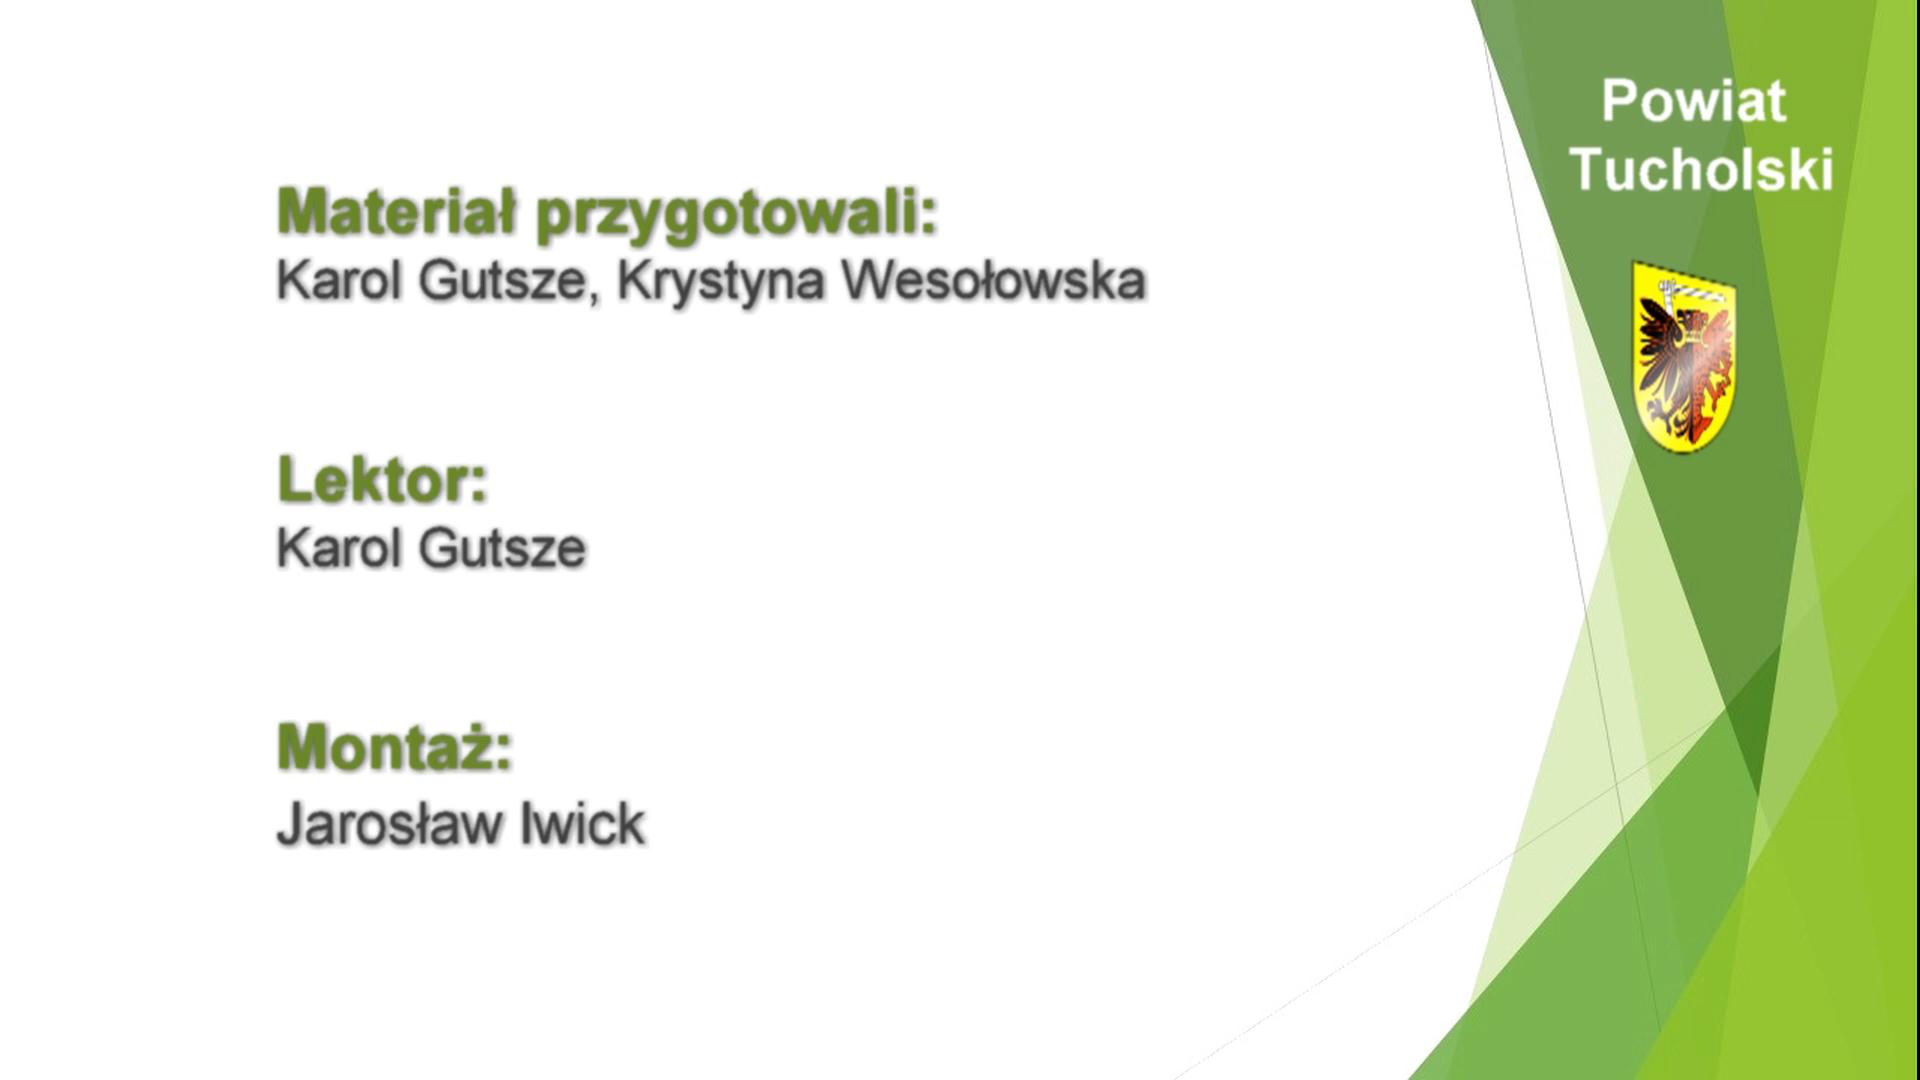 Powiat
Tucholski
Materiał przygotowali:
Karol Gutsze, Krystyna Wesołowska
Lektor:
Karol Gutsze
Montaż:
Jarosław Iwick